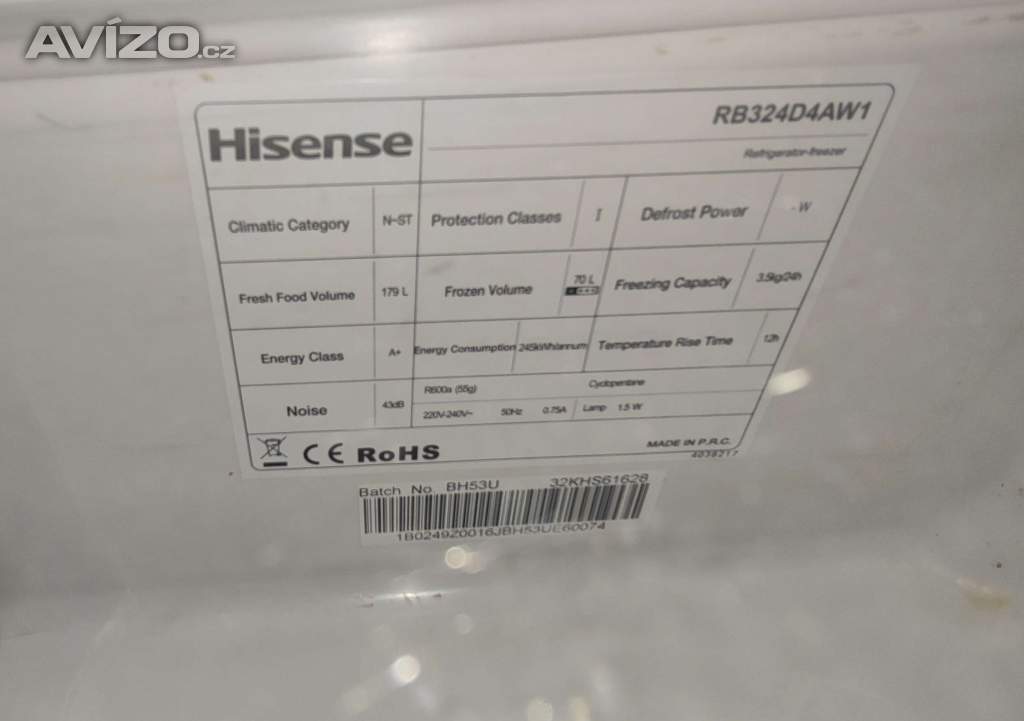 AVÍZO.cz
Hisense
RB324D4AW1
Refrigerator-freezer
Climatic Category N-ST Protection Classes I Defrost Power -W
Fresh Food Volume 179 L Frozen Volume 70 L Freezing Capacity 3.5kg/24h
Energy Class A+ Energy Consumption 245kWh/annum Temperature Rise Time 12h
Noise 43dB R600a (55g) Cyclopentane
220V-240V~ 50Hz 0.75A Lamp 1.5 W
CE RoHS MADE IN P.R.C.
4038217
Batch No. BH53U 32KHS61628
1B0249Z0016JBH53UE60074